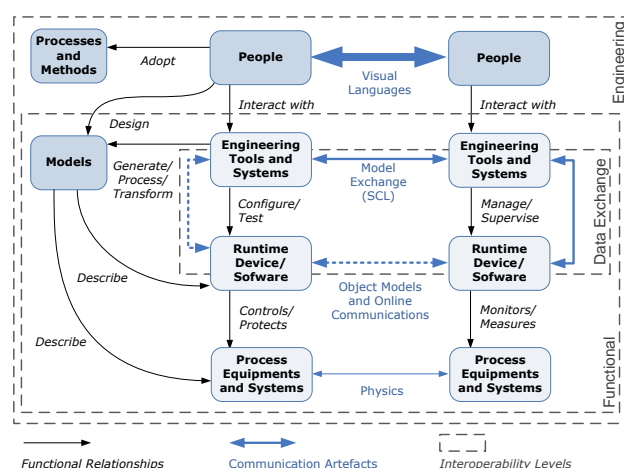 Processes
and
Methods
Adopt
People
People
Visual
Languages
Engineering
Design
Interact with
Interact with
Models
Generate/
Process/
Transform
Engineering
Tools and
Systems
Model
Exchange
(SCL)
Engineering
Tools and
Systems
Configure/
Test
Manage/
Supervise
Data Exchange
Runtime
Device/
Sofware
Runtime
Device/
Sofware
Describe
Object Models
and Online
Communications
Controls/
Protects
Monitors/
Measures
Describe
Process
Equipments
and Systems
Physics
Process
Equipments
and Systems
Functional
Functional Relationships
Communication Artefacts
Interoperability Levels